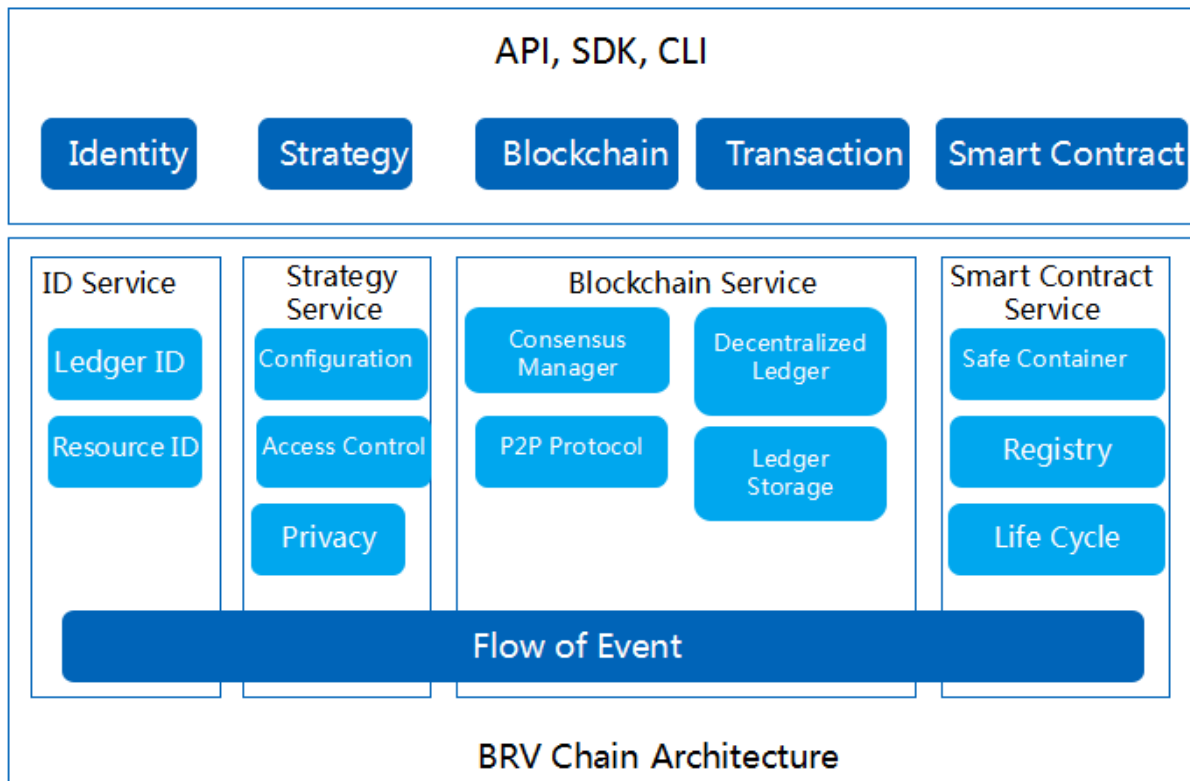 API, SDK, CLI
Identity
Strategy
Blockchain
Transaction
Smart Contract
ID Service
Ledger ID
Resource ID
Strategy
Service
Configuration
Access Control
Privacy
Blockchain Service
Consensus
Manager
P2P Protocol
Decentralized
Ledger
Ledger
Storage
Smart Contract
Service
Safe Container
Registry
Life Cycle
Flow of Event
BRV Chain Architecture